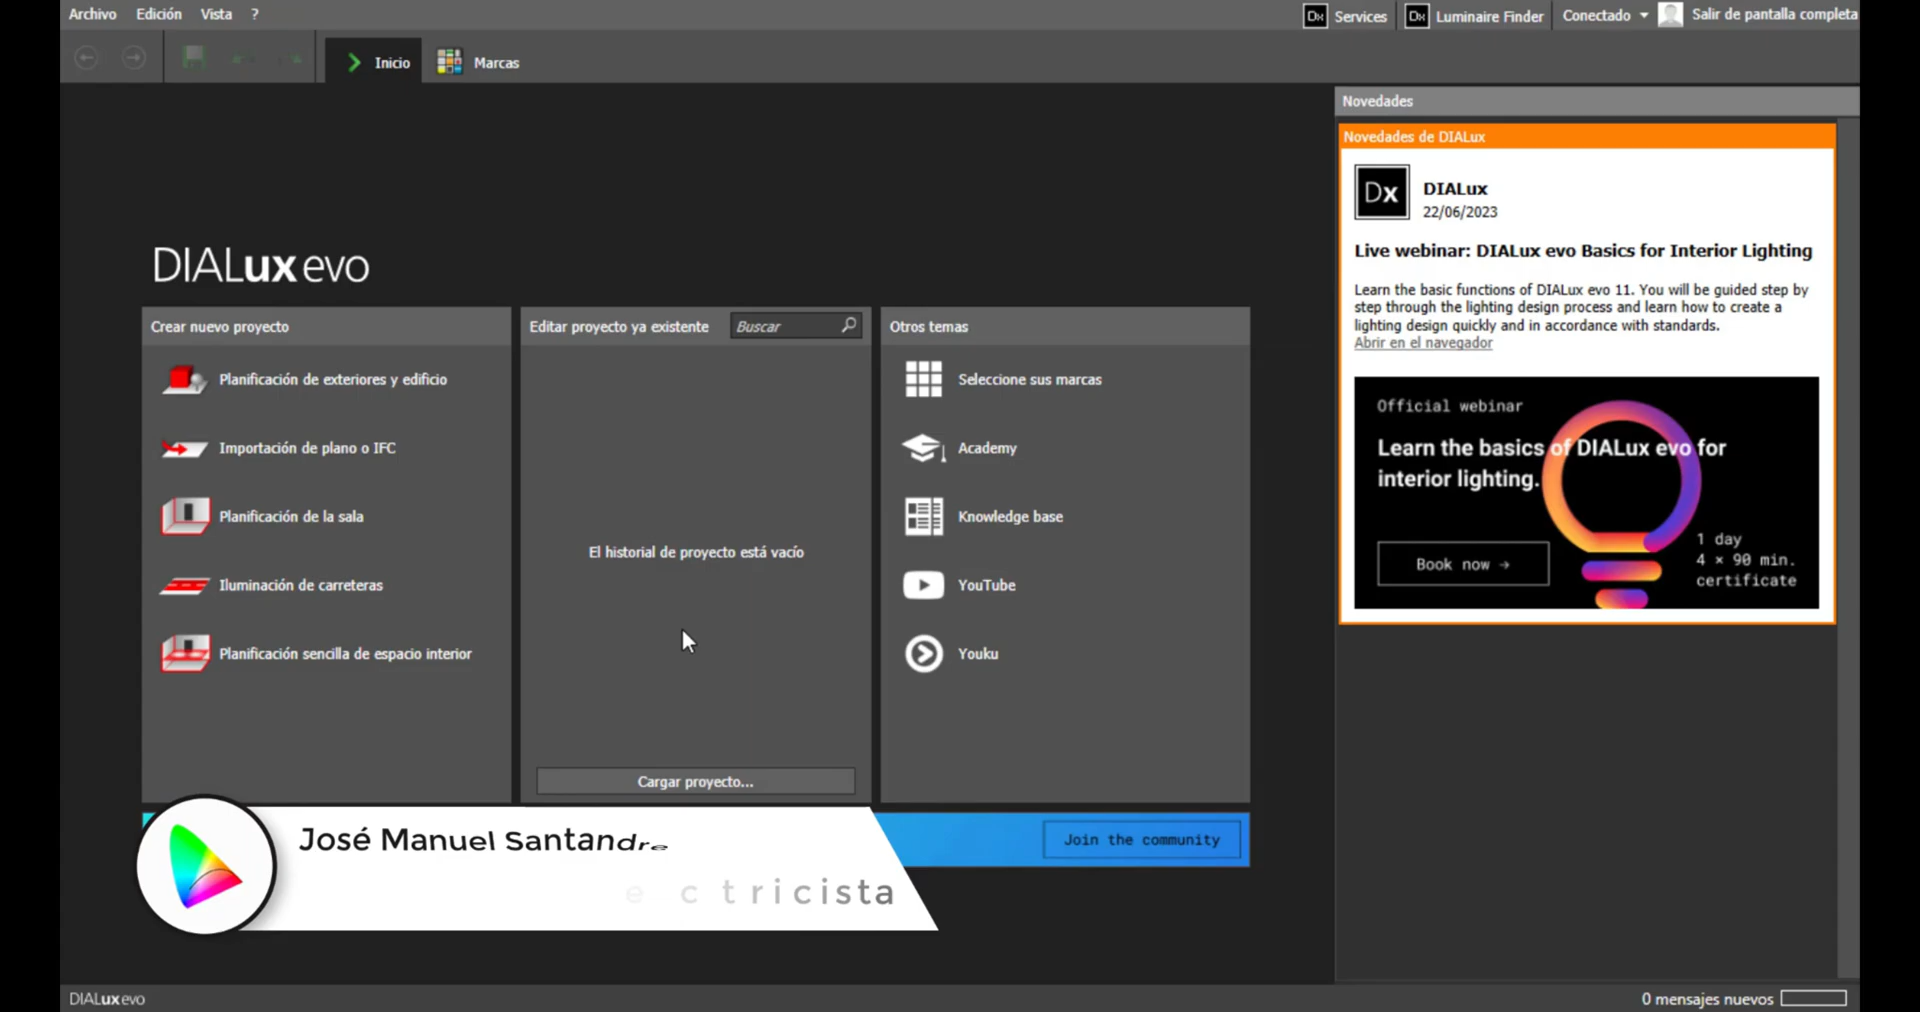 Archivo Edición Vista ?
Dx Services Dx Luminaire Finder Conectado Salir de pantalla completa
Inicio Marcas
Novedades
Novedades de DIALux
Dx
DIALux
22/06/2023
Live webinar: DIALux evo Basics for Interior Lighting
Learn the basic functions of DIALux evo 11. You will be guided step by
step through the lighting design process and learn how to create a
lighting design quickly and in accordance with standards.
Abrir en el navegador
Official webinar
Learn the basics of DIALux evo for
interior lighting.
Book now →
1 day
4 × 90 min.
certificate
DIALux evo
Crear nuevo proyecto
Planificación de exteriores y edificio
Importación de plano o IFC
Planificación de la sala
Iluminación de carreteras
Planificación sencilla de espacio interior
Editar proyecto ya existente Buscar
El historial de proyecto está vacío
Cargar proyecto...
Otros temas
Seleccione sus marcas
Academy
Knowledge base
YouTube
Youku
Join the community
José Manuel Santandre
e c tricista
DIALux evo
0 mensajes nuevos